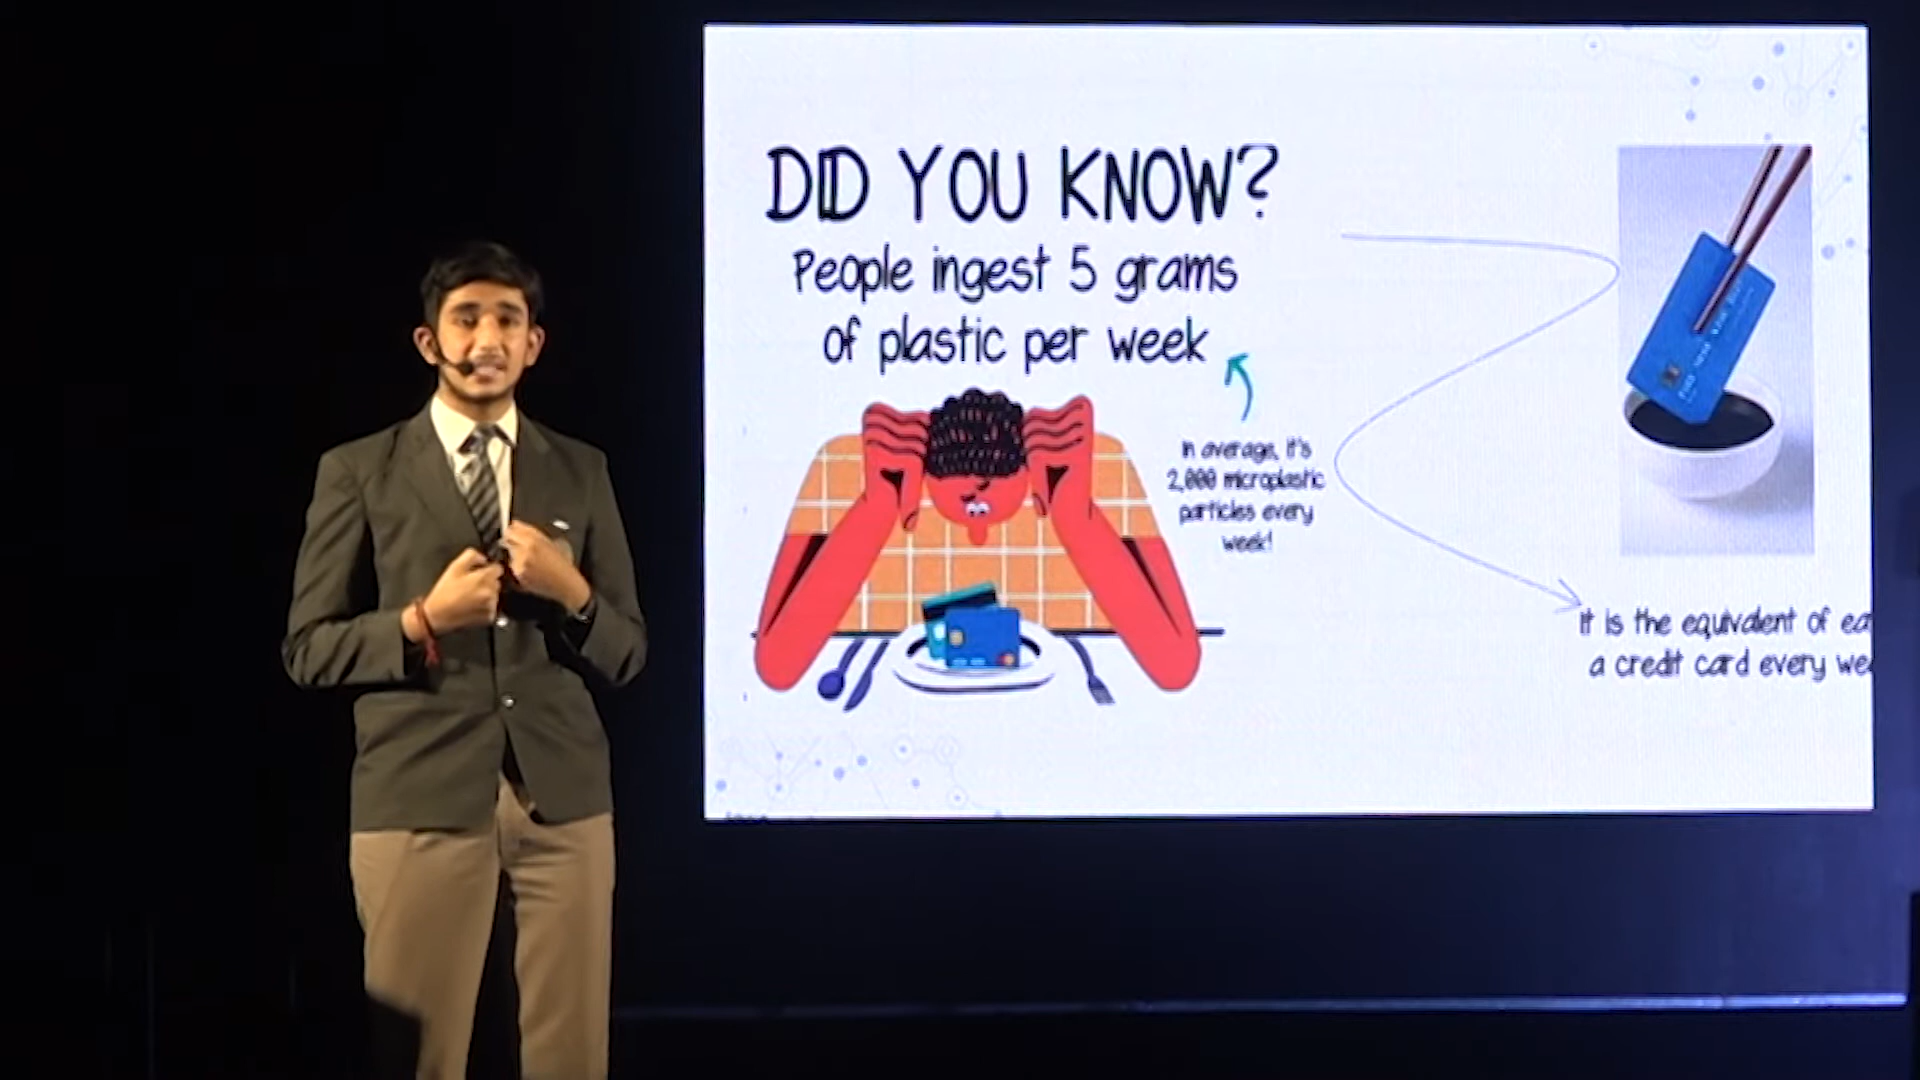 DID YOU KNOW?
People ingest 5 grams
of plastic per week
In average, it's
2,000 microplastic
particles every
week!
It is the equivalent of ea
a credit card every we